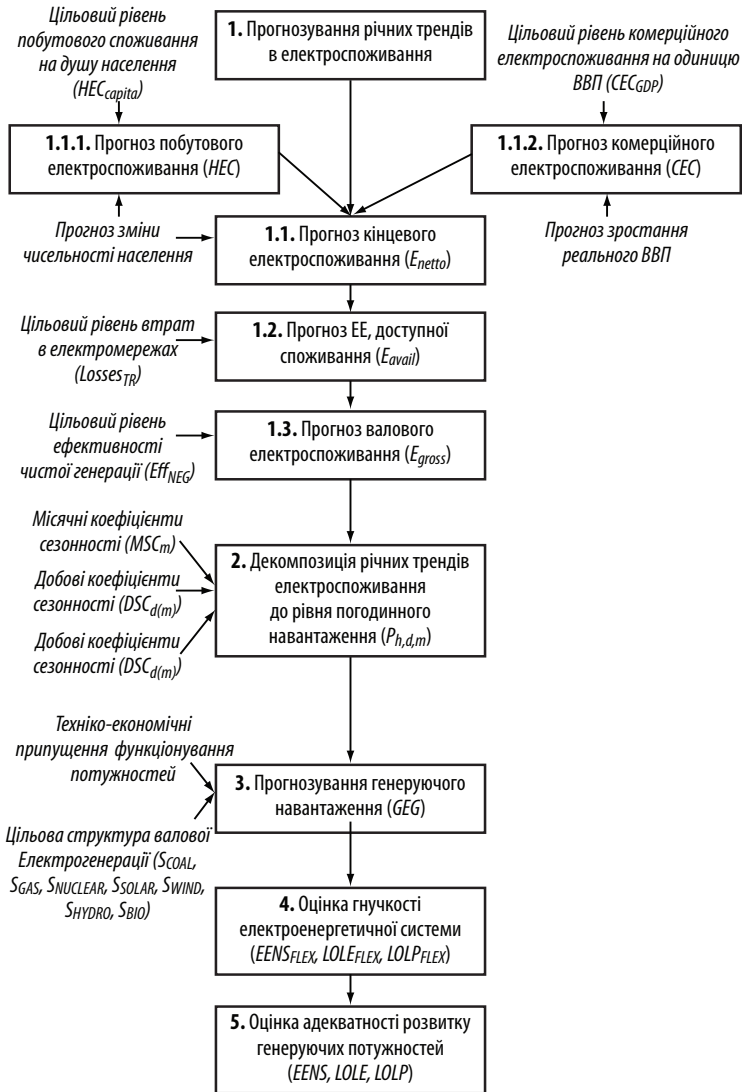 Цільовий рівень
побутового споживання
на душу населення
(HECcapita)
1. Прогнозування річних трендів
в електроспоживання
Цільовий рівень комерційного
електроспоживання на одиницю
ВВП (CECGDP)
1.1.1. Прогноз побутового
електроспоживання (HEC)
1.1.2. Прогноз комерційного
електроспоживання (CEC)
Прогноз зміни
чисельності населення
1.1. Прогноз кінцевого
електроспоживання (Enetto)
Прогноз зростання
реального ВВП
Цільовий рівень втрат
в електромережах
(LossesTR)
1.2. Прогноз ЕЕ, доступної
споживання (Eavail)
Цільовий рівень
ефективності
чистої генерації (EffNEG)
1.3. Прогноз валового
електроспоживання (Egross)
Місячні коефіцієнти
сезонності (MSCm)
Добові коефіцієнти
сезонності (DSCd(m))
Добові коефіцієнти
сезонності (DSCd(m))
2. Декомпозиція річних трендів
електроспоживання
до рівня погодинного
навантаження (Ph,d,m)
Техніко-економічні
припущення функціонування
потужностей
3. Прогнозування генеруючого
навантаження (GEG)
Цільова структура валової
Електрогенерації (SCOAL,
SGAS, SNUCLEAR, SSOLAR, SWIND,
SHYDRO, SBIO)
4. Оцінка гнучкості
електроенергетичної системи
(EENSFLEX, LOLEFLEX, LOLPFLEX)
5. Оцінка адекватності розвитку
генеруючих потужностей
(EENS, LOLE, LOLP)